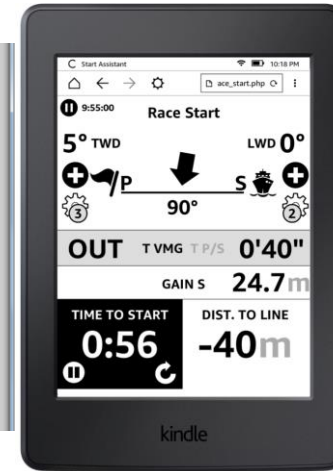 C Start Assistant 10:18 PM
ace_start.php
9:55:00 Race Start
5° TWD LWD 0°
P S
3 90° 2
OUT T VMG T P/S 0'40"
GAIN S 24.7m
TIME TO START DIST. TO LINE
0:56 -40m
kindle